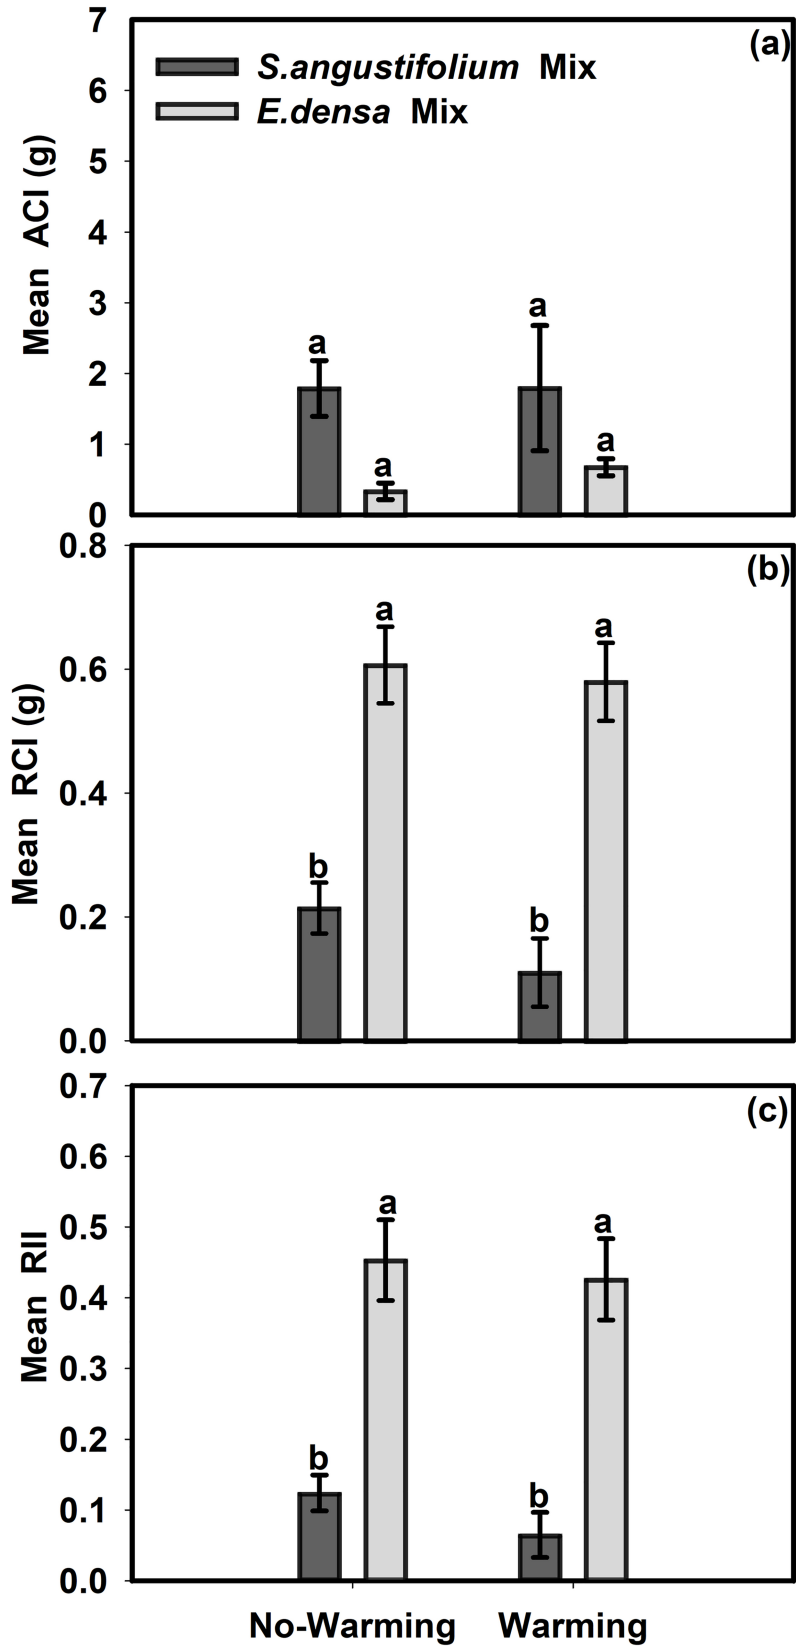 7
(a)
S.angustifolium Mix
E.densa Mix
6
5
4
3
2
1
0
Mean ACI (g)
a
a
a
a
0.8
(b)
0.6
0.4
0.2
0.0
Mean RCI (g)
a
a
b
b
0.7
(c)
0.6
0.5
0.4
0.3
0.2
0.1
0.0
Mean RII
a
a
b
b
No-Warming Warming